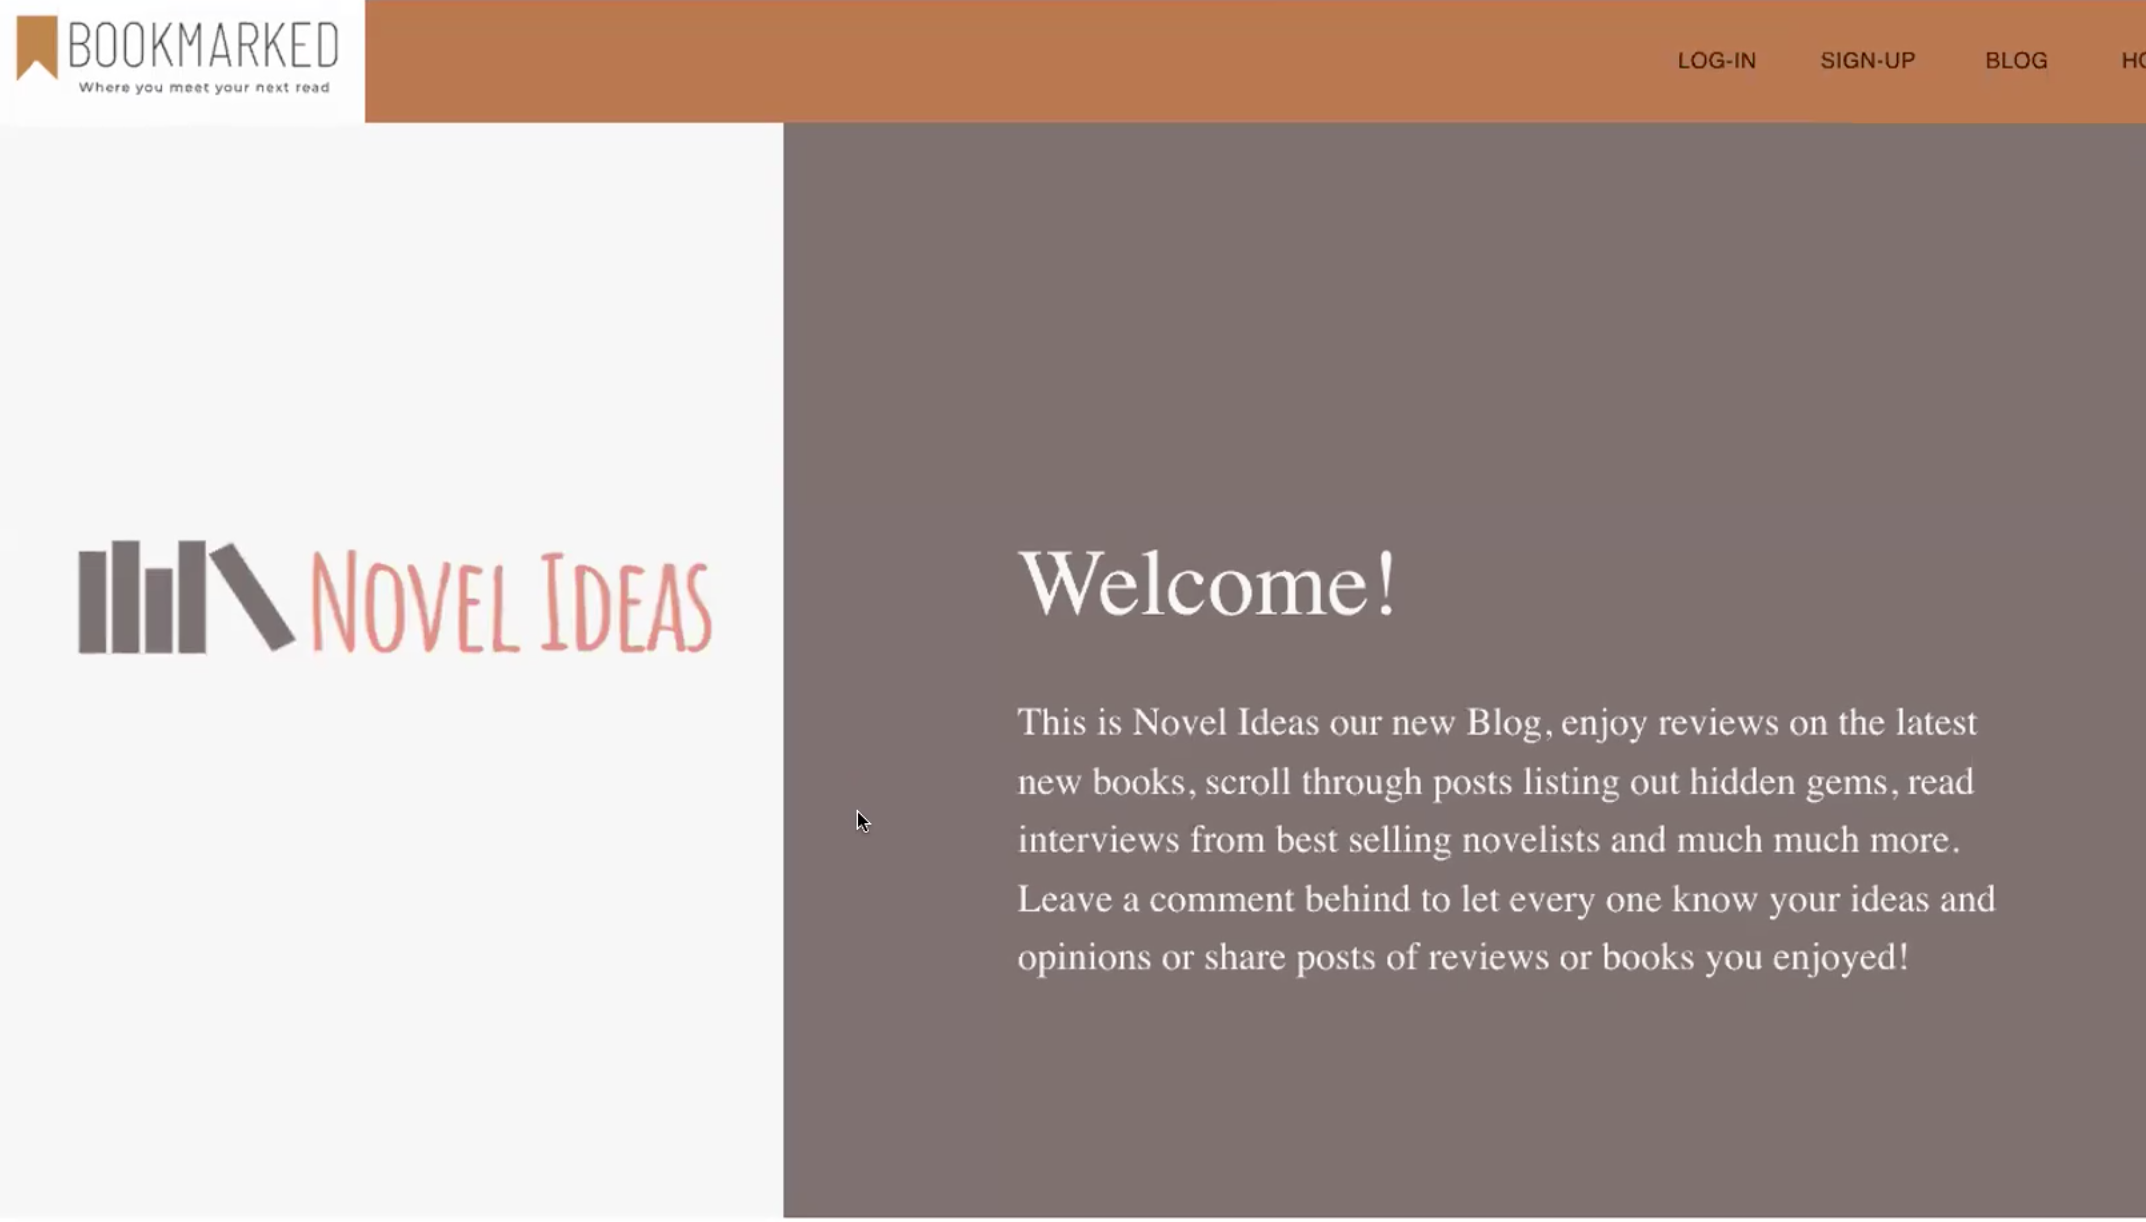 BOOKMARKED
Where you meet your next read
LOG-IN SIGN-UP BLOG
NOVEL IDEAS
Welcome!
This is Novel Ideas our new Blog, enjoy reviews on the latest
new books, scroll through posts listing out hidden gems, read
interviews from best selling novelists and much much more.
Leave a comment behind to let every one know your ideas and
opinions or share posts of reviews or books you enjoyed!